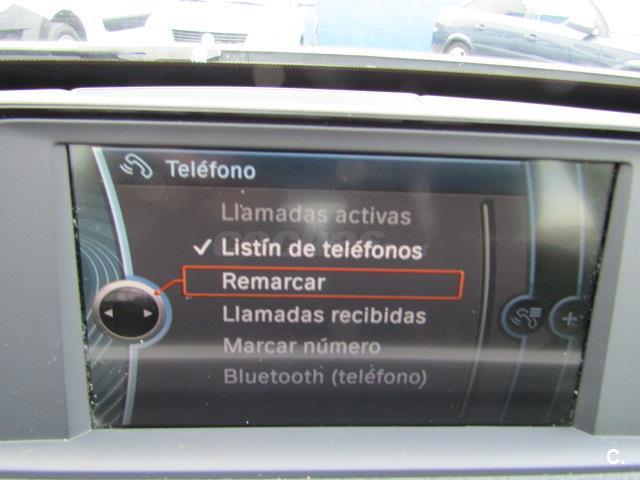 Teléfono
Llamadas activas
Listín de teléfonos
Remarcar
Llamadas recibidas
Marcar número
Bluetooth (teléfono)
C.